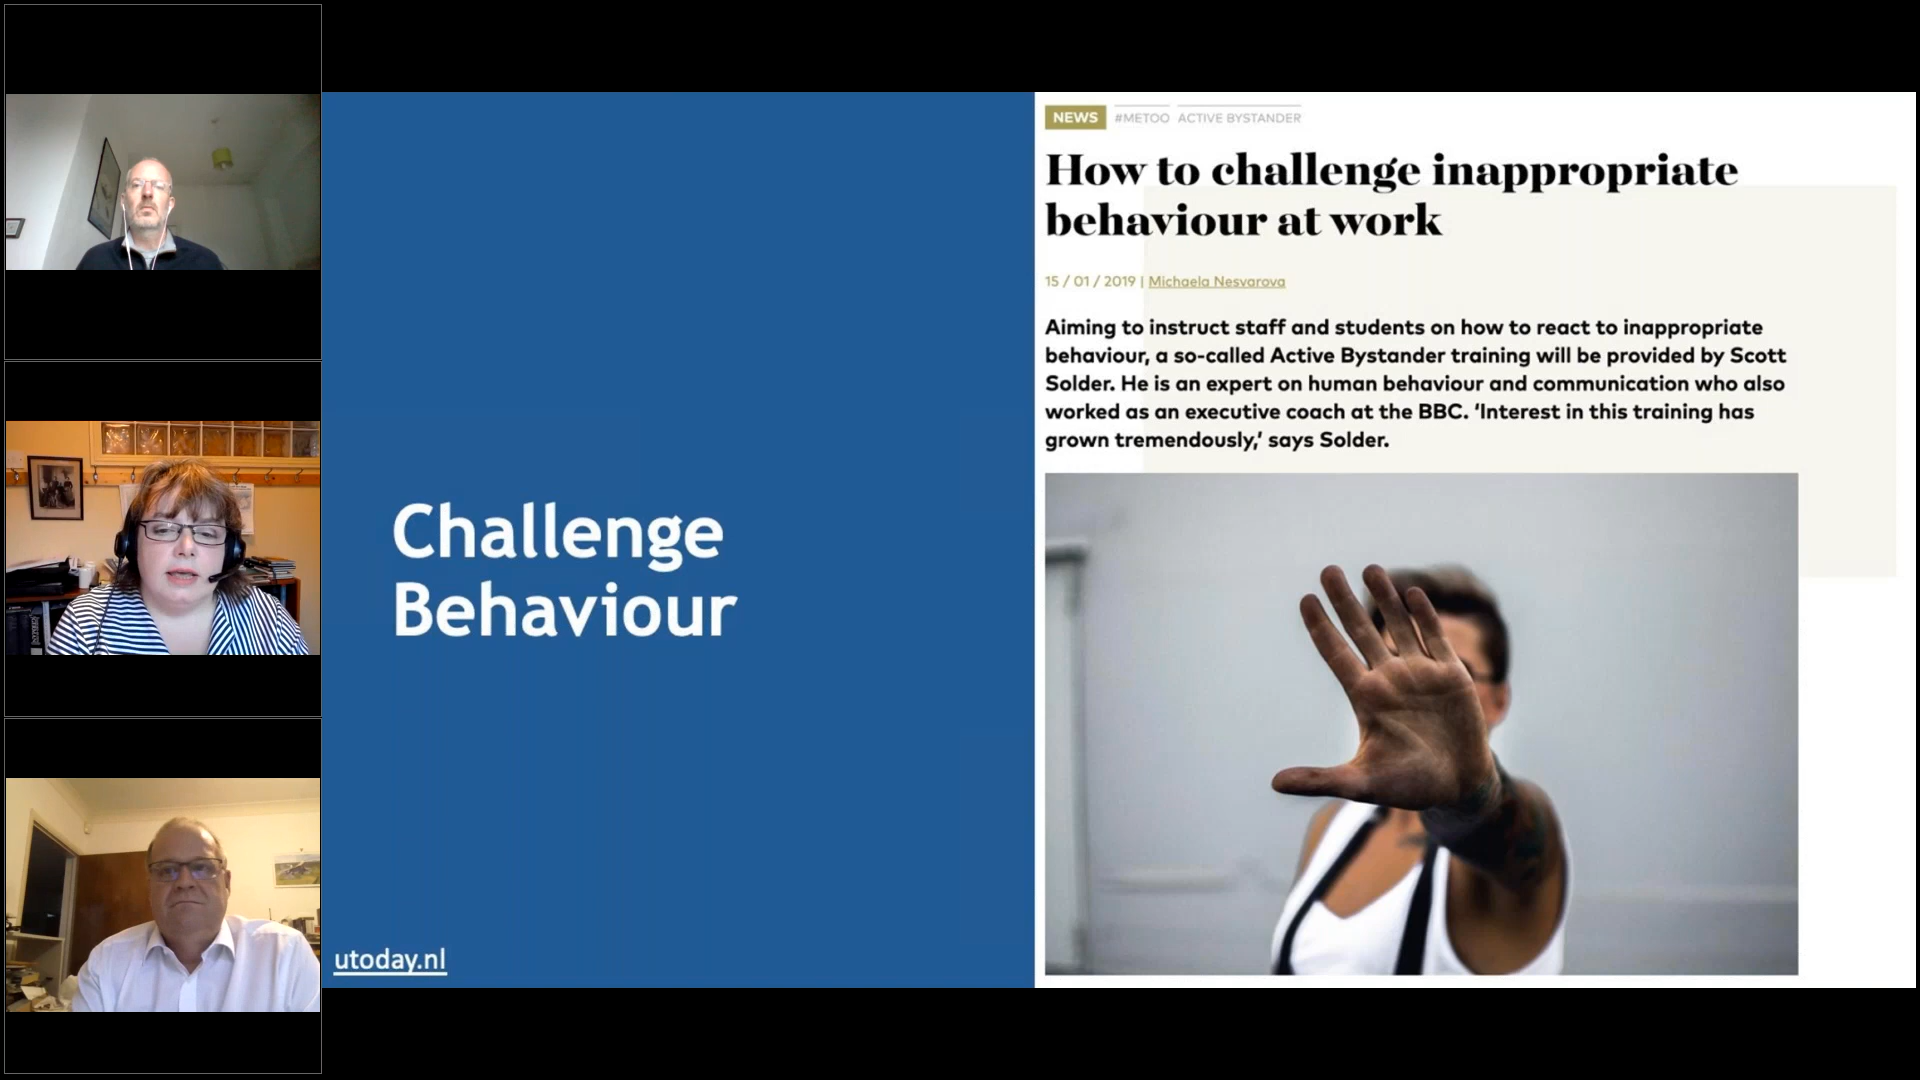 Challenge
Behaviour
utoday.nl
NEWS #METOO ACTIVE BYSTANDER
How to challenge inappropriate
behaviour at work
15 / 01 / 2019 | Michaela Nesvarova
Aiming to instruct staff and students on how to react to inappropriate
behaviour, a so-called Active Bystander training will be provided by Scott
Solder. He is an expert on human behaviour and communication who also
worked as an executive coach at the BBC. ‘Interest in this training has
grown tremendously,’ says Solder.